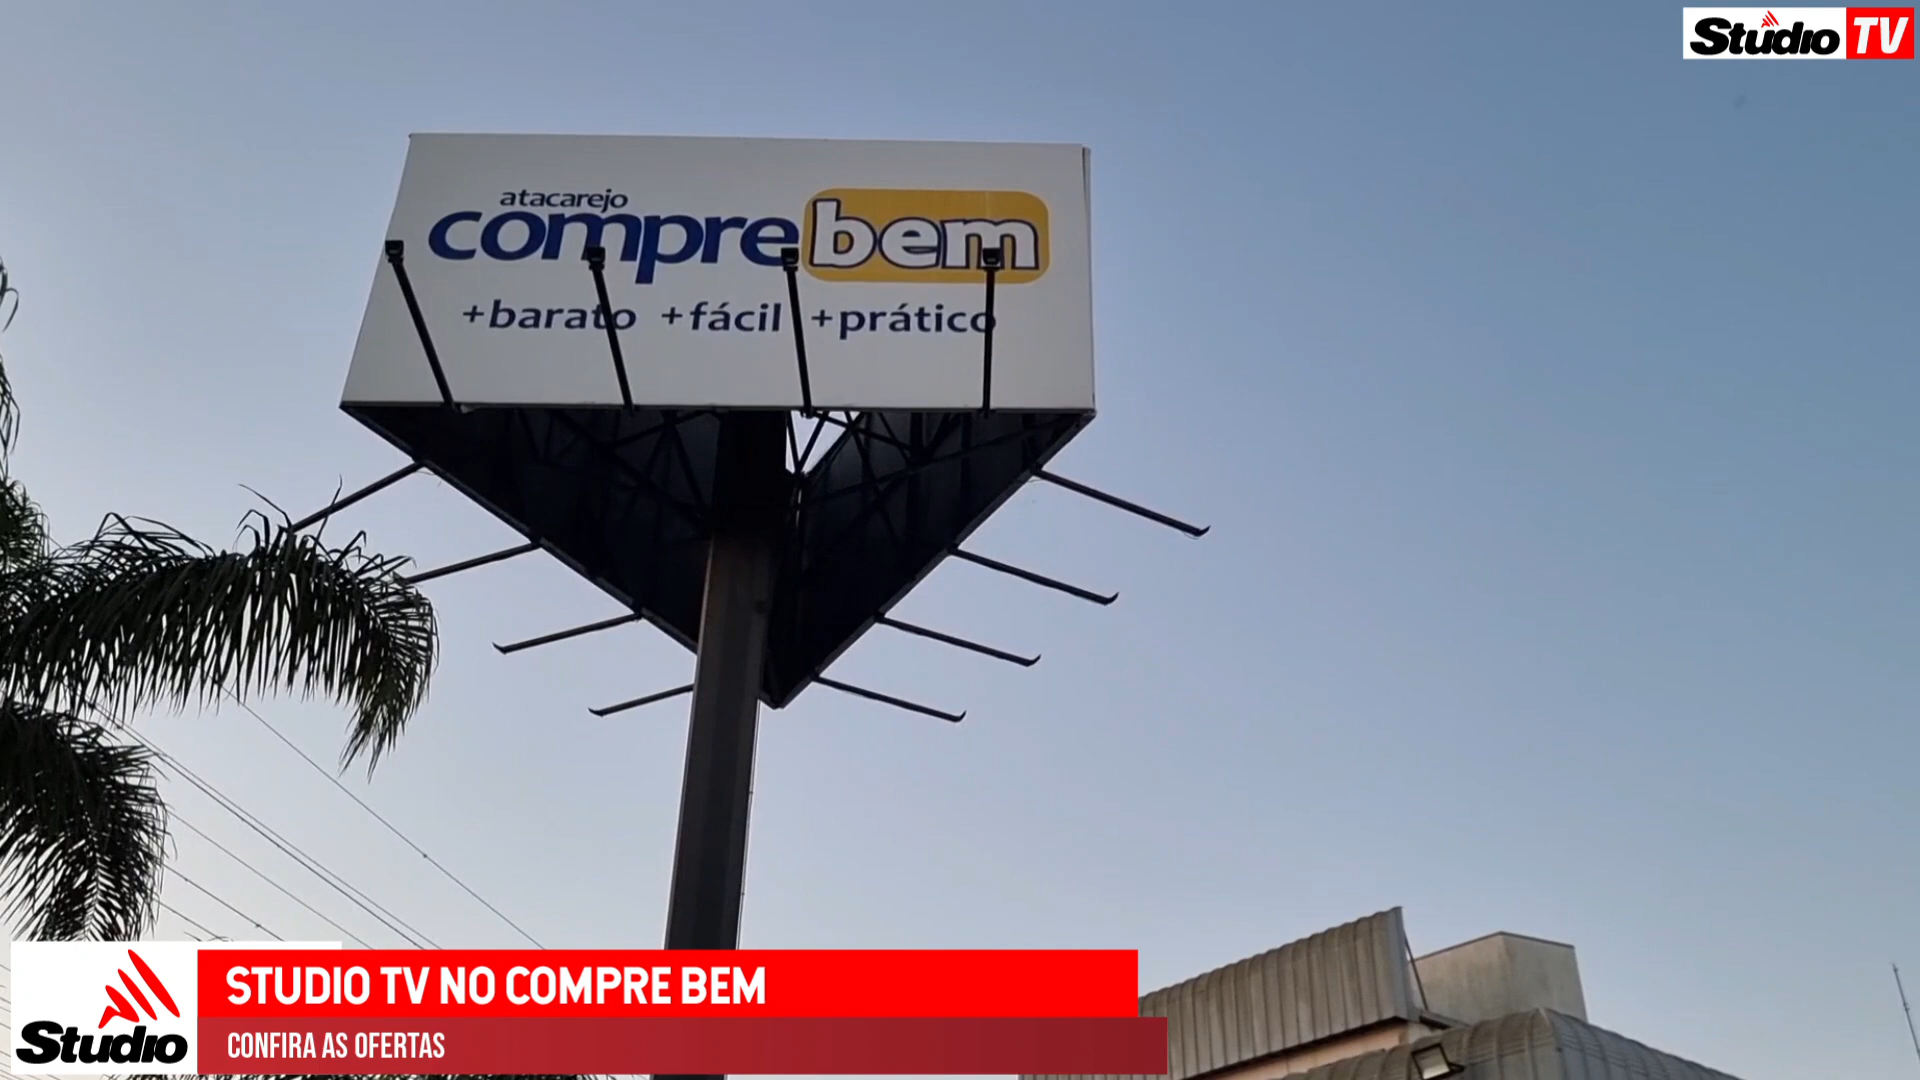 Studio TV
atacarejo
comprebem
+barato +fácil +prático
STUDIO TV NO COMPRE BEM
Studio
CONFIRA AS OFERTAS